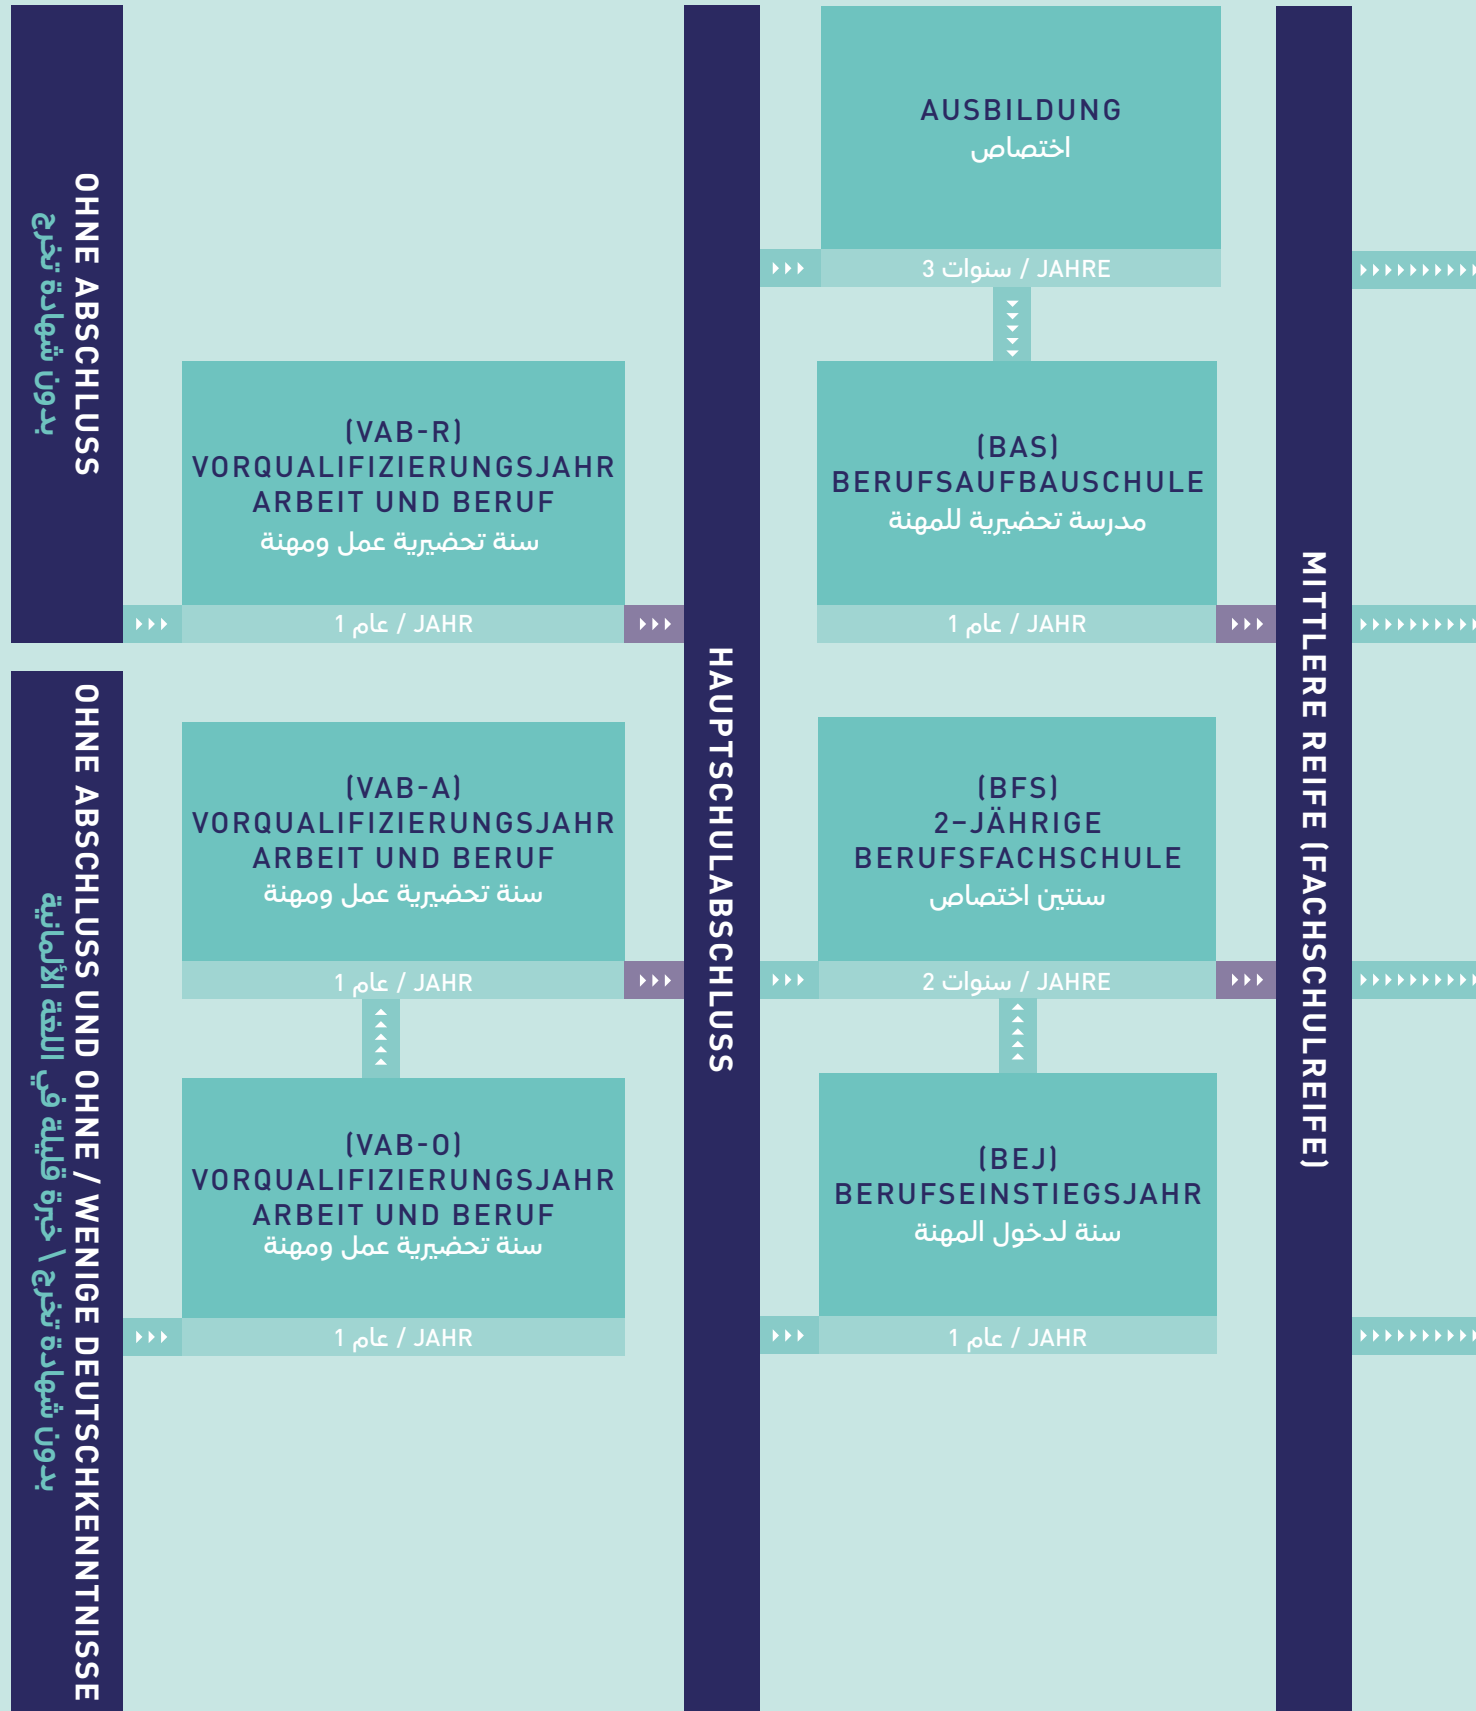 OHNE ABSCHLUSS
بدون شهادة تخرج
OHNE ABSCHLUSS UND OHNE / WENIGE DEUTSCHKENNTNISSE
بدون شهادة تخرج \ خبرة قليلة في اللغة الألمانية
(VAB-R)
VORQUALIFIZIERUNGSJAHR
ARBEIT UND BERUF
سنة تحضيرية عمل ومهنة
1 عام / JAHR
(VAB-A)
VORQUALIFIZIERUNGSJAHR
ARBEIT UND BERUF
سنة تحضيرية عمل ومهنة
1 عام / JAHR
(VAB-O)
VORQUALIFIZIERUNGSJAHR
ARBEIT UND BERUF
سنة تحضيرية عمل ومهنة
1 عام / JAHR
HAUPTSCHULABSCHLUSS
AUSBILDUNG
اختصاص
3 سنوات / JAHRE
(BAS)
BERUFSAUFBAUSCHULE
مدرسة تحضيرية للمهنة
1 عام / JAHR
(BFS)
2-JÄHRIGE
BERUFSFACHSCHULE
سنتين اختصاص
2 سنوات / JAHRE
(BEJ)
BERUFSEINSTIEGSJAHR
سنة لدخول المهنة
1 عام / JAHR
MITTLERE REIFE (FACHSCHULREIFE)